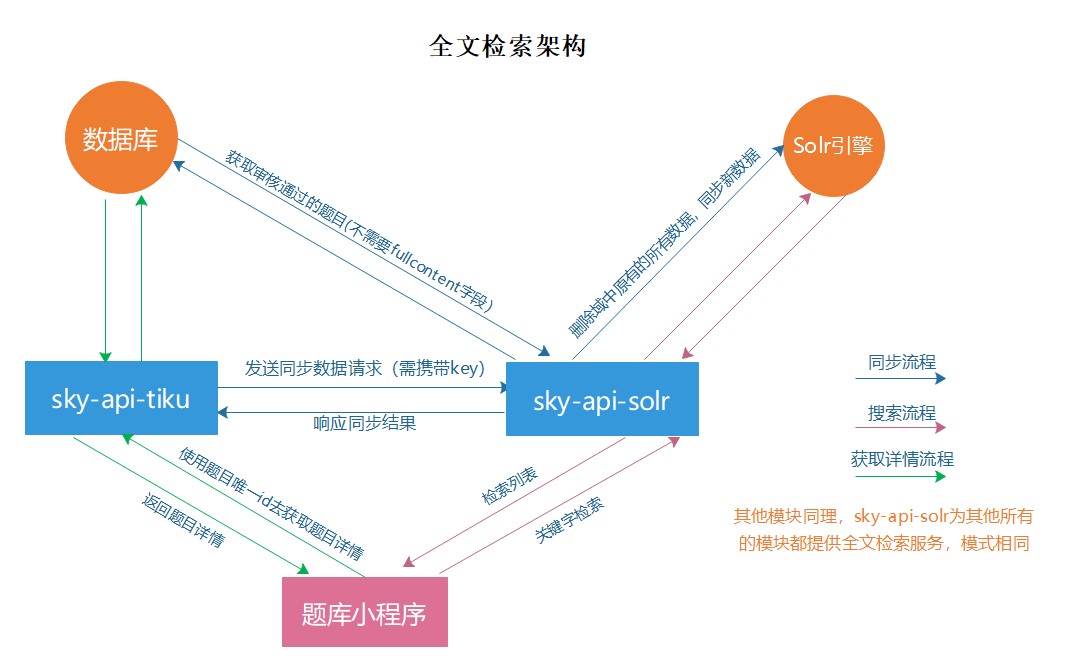 全文检索架构
数据库
Solr引擎
获取审核通过的题目(不需要fullcontent字段)
删除域中原有的所有数据，同步新数据
sky-api-tiku
发送同步数据请求（需携带key）
响应同步结果
sky-api-solr
同步流程
搜索流程
获取详情流程
使用题目唯一id去获取题目详情
返回题目详情
检索列表
关键字检索
其他模块同理，sky-api-solr为其他所有
的模块都提供全文检索服务，模式相同
题库小程序